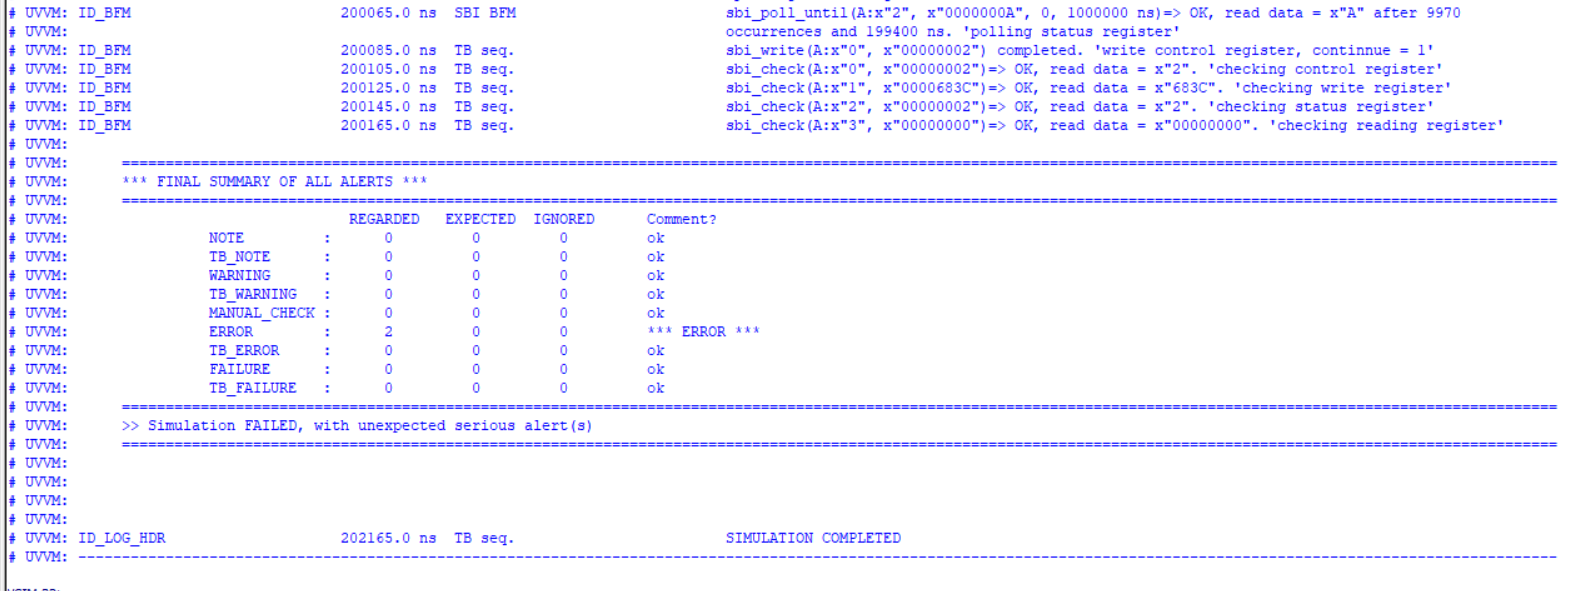 # UVVM: ID_BFM 200065.0 ns SBI BFM sbi_poll_until(A:x"2", x"0000000A", 0, 1000000 ns)=> OK, read data = x"A" after 9970
# UVVM: occurrences and 199400 ns. 'polling status register'
# UVVM: ID_BFM 200085.0 ns TB seq. sbi_write(A:x"0", x"00000002") completed. 'write control register, continnue = 1'
# UVVM: ID_BFM 200105.0 ns TB seq. sbi_check(A:x"0", x"00000002")=> OK, read data = x"2". 'checking control register'
# UVVM: ID_BFM 200125.0 ns TB seq. sbi_check(A:x"1", x"0000683C")=> OK, read data = x"683C". 'checking write register'
# UVVM: ID_BFM 200145.0 ns TB seq. sbi_check(A:x"2", x"00000002")=> OK, read data = x"2". 'checking status register'
# UVVM: ID_BFM 200165.0 ns TB seq. sbi_check(A:x"3", x"00000000")=> OK, read data = x"00000000". 'checking reading register'
# UVVM:
# UVVM: ====================================================================================================================================================================
# UVVM: *** FINAL SUMMARY OF ALL ALERTS ***
# UVVM: ====================================================================================================================================================================
# UVVM: REGARDED EXPECTED IGNORED Comment?
# UVVM: NOTE : 0 0 0 ok
# UVVM: TB_NOTE : 0 0 0 ok
# UVVM: WARNING : 0 0 0 ok
# UVVM: TB_WARNING : 0 0 0 ok
# UVVM: MANUAL_CHECK : 0 0 0 ok
# UVVM: ERROR : 2 0 0 *** ERROR ***
# UVVM: TB_ERROR : 0 0 0 ok
# UVVM: FAILURE : 0 0 0 ok
# UVVM: TB_FAILURE : 0 0 0 ok
# UVVM: ====================================================================================================================================================================
# UVVM: >> Simulation FAILED, with unexpected serious alert(s)
# UVVM: ====================================================================================================================================================================
# UVVM:
# UVVM:
# UVVM:
# UVVM:
# UVVM: ID_LOG_HDR 202165.0 ns TB seq. SIMULATION COMPLETED
# UVVM: -------------------------------------------------------------------------------------------------------------------------------------------------------------------------